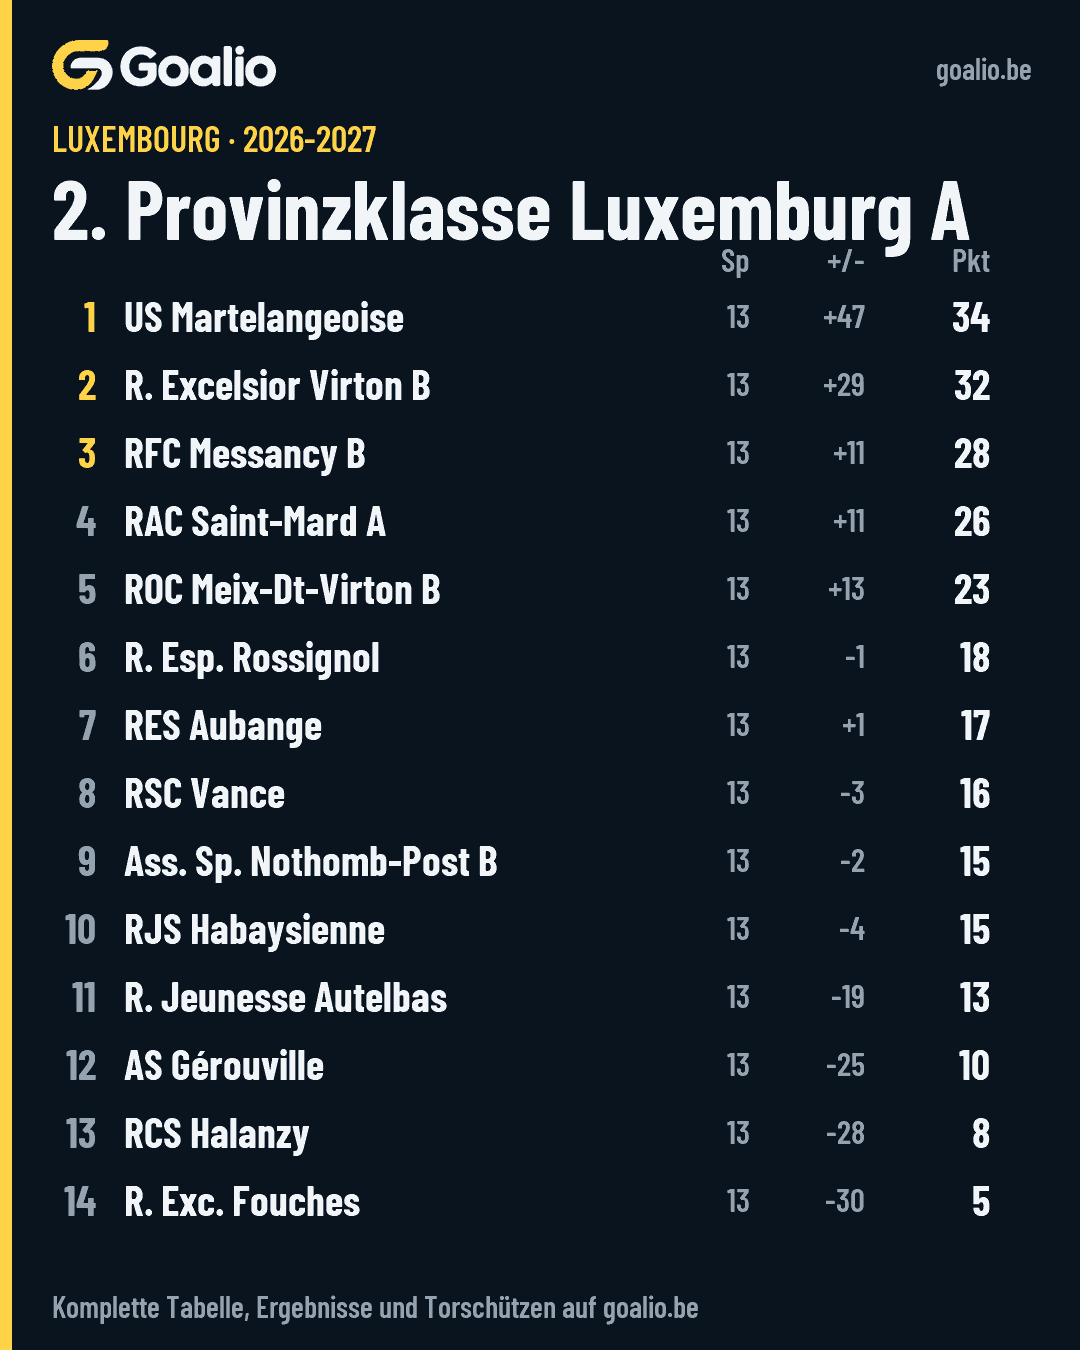 Goalio
goalio.be
LUXEMBOURG · 2026-2027
2. Provinzklasse Luxemburg A
Sp +/- Pkt
1 US Martelangeoise 13 +47 34
2 R. Excelsior Virton B 13 +29 32
3 RFC Messancy B 13 +11 28
4 RAC Saint-Mard A 13 +11 26
5 ROC Meix-Dt-Virton B 13 +13 23
6 R. Esp. Rossignol 13 -1 18
7 RES Aubange 13 +1 17
8 RSC Vance 13 -3 16
9 Ass. Sp. Nothomb-Post B 13 -2 15
10 RJS Habaysienne 13 -4 15
11 R. Jeunesse Autelbas 13 -19 13
12 AS Gérouville 13 -25 10
13 RCS Halanzy 13 -28 8
14 R. Exc. Fouches 13 -30 5
Komplette Tabelle, Ergebnisse und Torschützen auf goalio.be